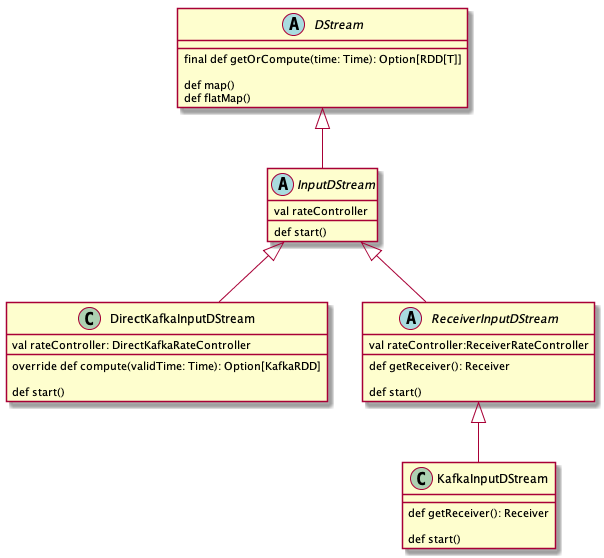 A DStream
final def getOrCompute(time: Time): Option[RDD[T]]
def map()
def flatMap()
A InputDStream
val rateController
def start()
C DirectKafkaInputDStream
val rateController: DirectKafkaRateController
override def compute(validTime: Time): Option[KafkaRDD]
def start()
A ReceiverInputDStream
val rateController:ReceiverRateController
def getReceiver(): Receiver
def start()
C KafkaInputDStream
def getReceiver(): Receiver
def start()